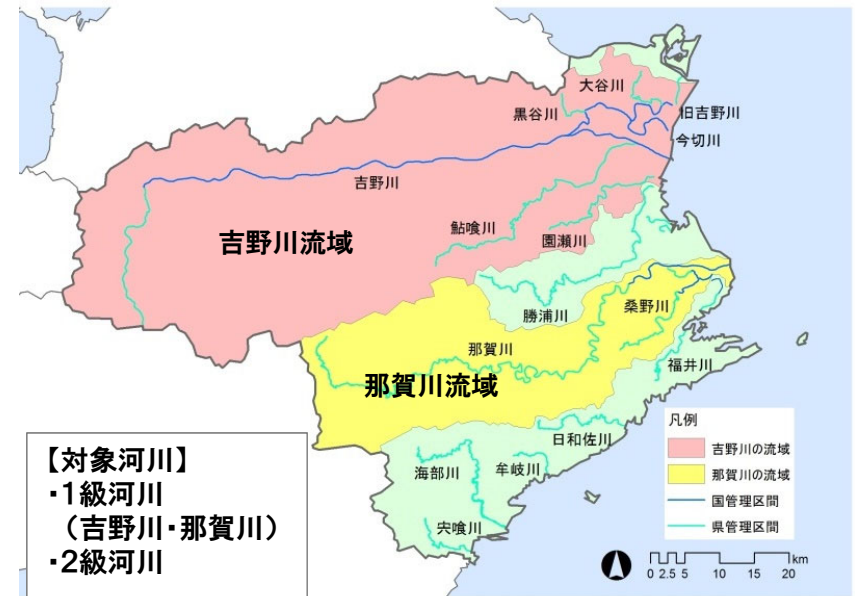 大谷川
黒谷川
旧吉野川
今切川
吉野川
鮎喰川
園瀬川
吉野川流域
勝浦川
桑野川
那賀川
福井川
那賀川流域
日和佐川
海部川
牟岐川
宍喰川
【対象河川】
・1級河川
（吉野川・那賀川）
・2級河川
凡例
吉野川の流域
那賀川の流域
国管理区間
県管理区間
0 2.5 5 10 15 20 km